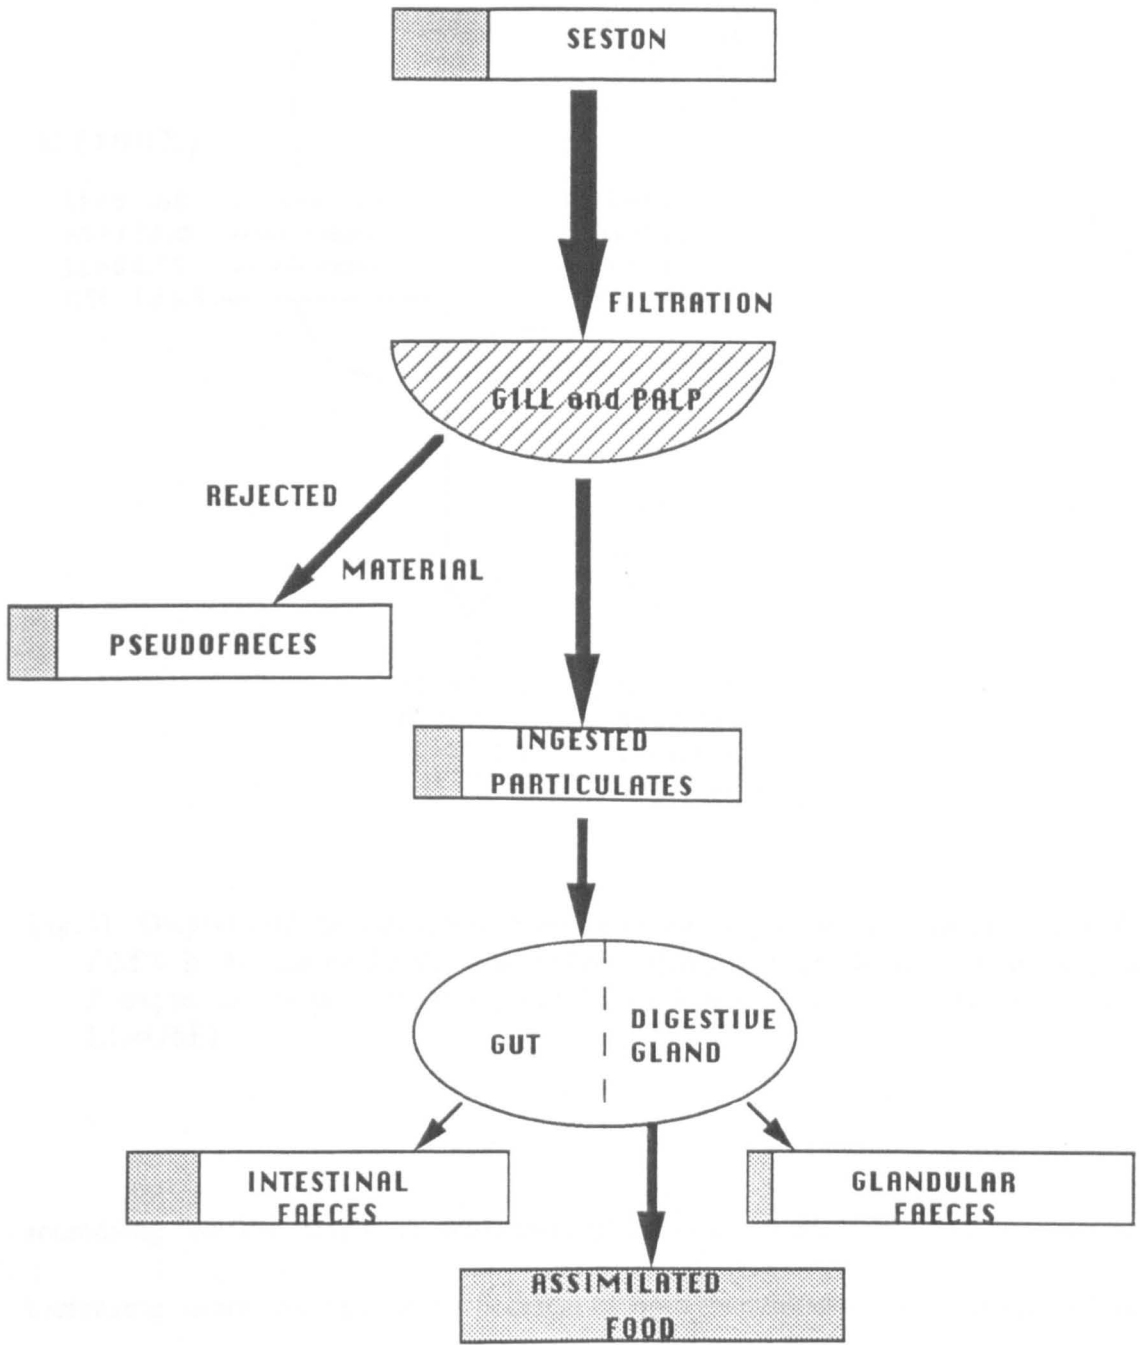 SESTON
FILTRATION
GILL and PALP
REJECTED
MATERIAL
PSEUDOFAECES
INGESTED
PARTICULATES
GUT
DIGESTIVE
GLAND
INTESTINAL
FAECES
GLANDULAR
FAECES
ASSIMILATED
FOOD